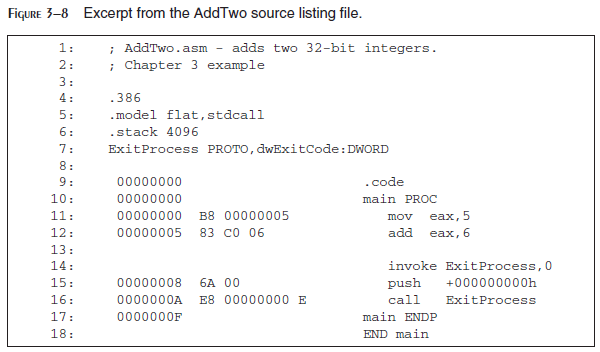 FIGURE 3–8 Excerpt from the AddTwo source listing file.
1: ; AddTwo.asm - adds two 32-bit integers.
2: ; Chapter 3 example
3:
4: .386
5: .model flat,stdcall
6: .stack 4096
7: ExitProcess PROTO,dwExitCode:DWORD
8:
9: 00000000 .code
10: 00000000 main PROC
11: 00000000 B8 00000005 mov eax,5
12: 00000005 83 C0 06 add eax,6
13:
14: invoke ExitProcess,0
15: 00000008 6A 00 push +000000000h
16: 0000000A E8 00000000 E call ExitProcess
17: 0000000F main ENDP
18: END main